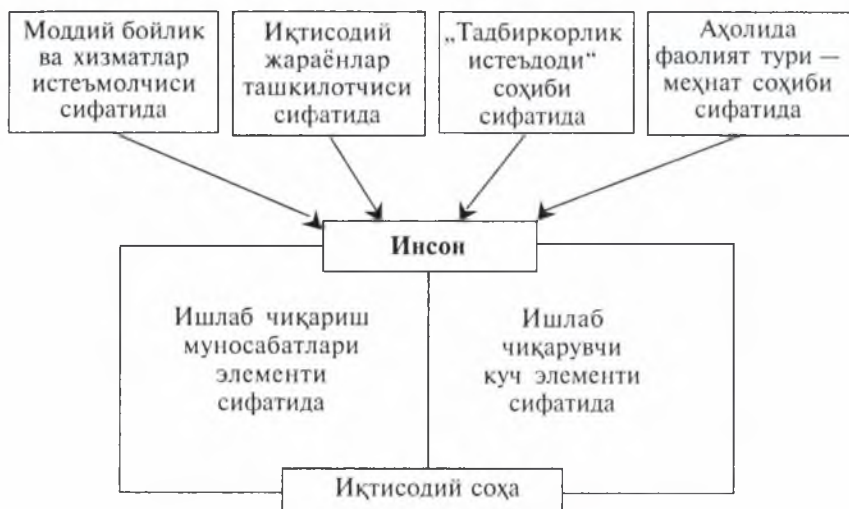 Моддий бойлик
ва хизматлар
истеъмолчиси
сифатида
Иқтисодий
жараёнлар
ташкилотчиси
сифатида
„Тадбиркорлик
истеъдоди“
соҳиби
сифатида
Аҳолида
фаолият тури —
меҳнат соҳиби
сифатида
Инсон
Ишлаб чиқариш
муносабатлари
элементи
сифатида
Ишлаб
чиқарувчи
куч элементи
сифатида
Иқтисодий соҳа